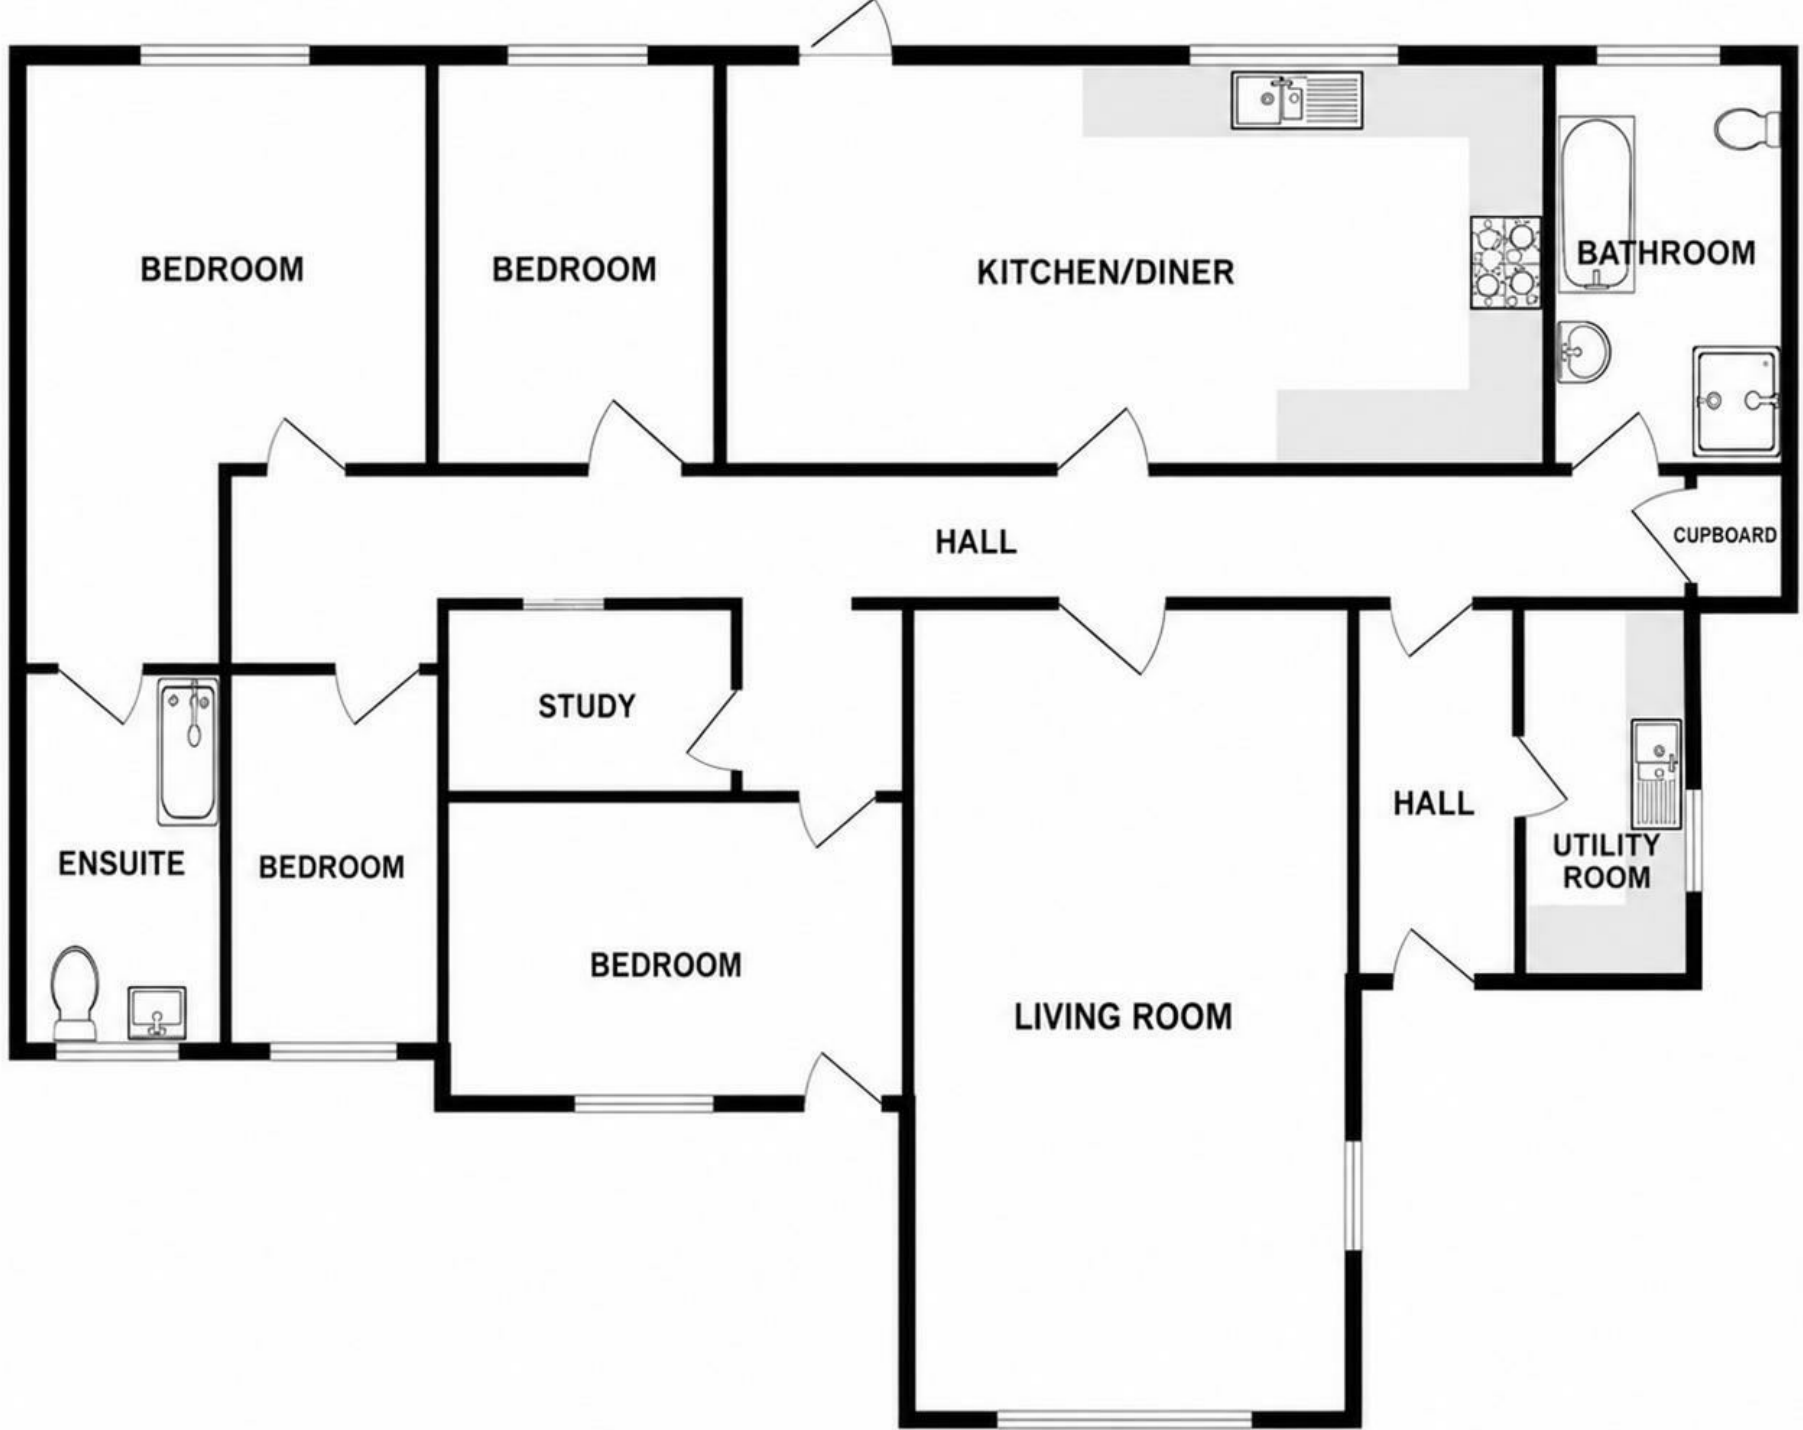 BEDROOM
BEDROOM
KITCHEN/DINER
BATHROOM
HALL
CUPBOARD
STUDY
HALL
UTILITY
ROOM
ENSUITE
BEDROOM
BEDROOM
LIVING ROOM